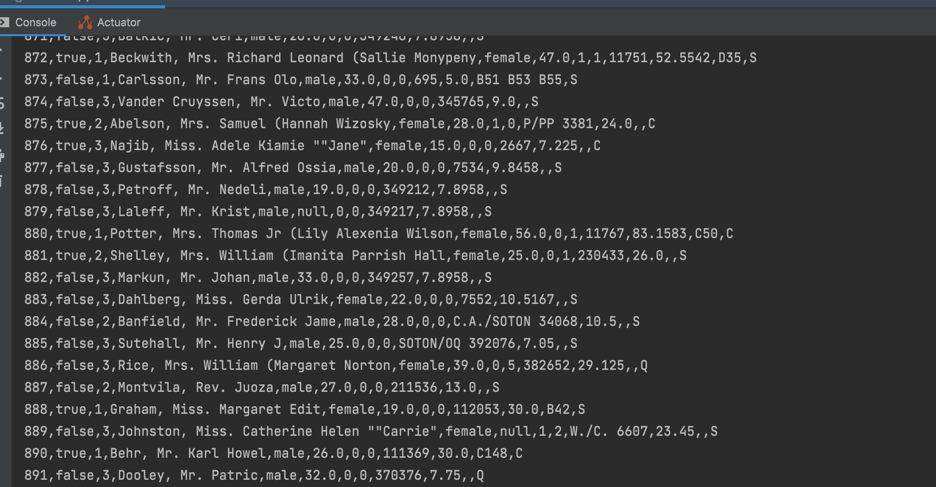 Console
Actuator
872,true,1,Beckwith, Mrs. Richard Leonard (Sallie Monypeny,female,47.0,1,1,11751,52.5542,D35,S
873,false,1,Carlsson, Mr. Frans Olo,male,33.0,0,0,695,5.0,B51 B53 B55,S
874,false,3,Vander Cruyssen, Mr. Victo,male,47.0,0,0,345765,9.0,,S
875,true,2,Abelson, Mrs. Samuel (Hannah Wizosky,female,28.0,1,0,P/PP 3381,24.0,,C
876,true,3,Najib, Miss. Adele Kiamie ""Jane",female,15.0,0,0,2667,7.225,,C
877,false,3,Gustafsson, Mr. Alfred Ossia,male,20.0,0,0,7534,9.8458,,S
878,false,3,Petroff, Mr. Nedeli,male,19.0,0,0,349212,7.8958,,S
879,false,3,Laleff, Mr. Krist,male,null,0,0,349217,7.8958,,S
880,true,1,Potter, Mrs. Thomas Jr (Lily Alexenia Wilson,female,56.0,0,1,11767,83.1583,C50,C
881,true,2,Shelley, Mrs. William (Imanita Parrish Hall,female,25.0,0,1,230433,26.0,,S
882,false,3,Markun, Mr. Johan,male,33.0,0,0,349257,7.8958,,S
883,false,3,Dahlberg, Miss. Gerda Ulrik,female,22.0,0,0,7552,10.5167,,S
884,false,2,Banfield, Mr. Frederick Jame,male,28.0,0,0,C.A./SOTON 34068,10.5,,S
885,false,3,Sutehall, Mr. Henry J,male,25.0,0,0,SOTON/OQ 392076,7.05,,S
886,false,3,Rice, Mrs. William (Margaret Norton,female,39.0,0,5,382652,29.125,,Q
887,false,2,Montvila, Rev. Juoza,male,27.0,0,0,211536,13.0,,S
888,true,1,Graham, Miss. Margaret Edit,female,19.0,0,0,112053,30.0,B42,S
889,false,3,Johnston, Miss. Catherine Helen ""Carrie",female,null,1,2,W./C. 6607,23.45,,S
890,true,1,Behr, Mr. Karl Howel,male,26.0,0,0,111369,30.0,C148,C
891,false,3,Dooley, Mr. Patric,male,32.0,0,0,370376,7.75,,Q